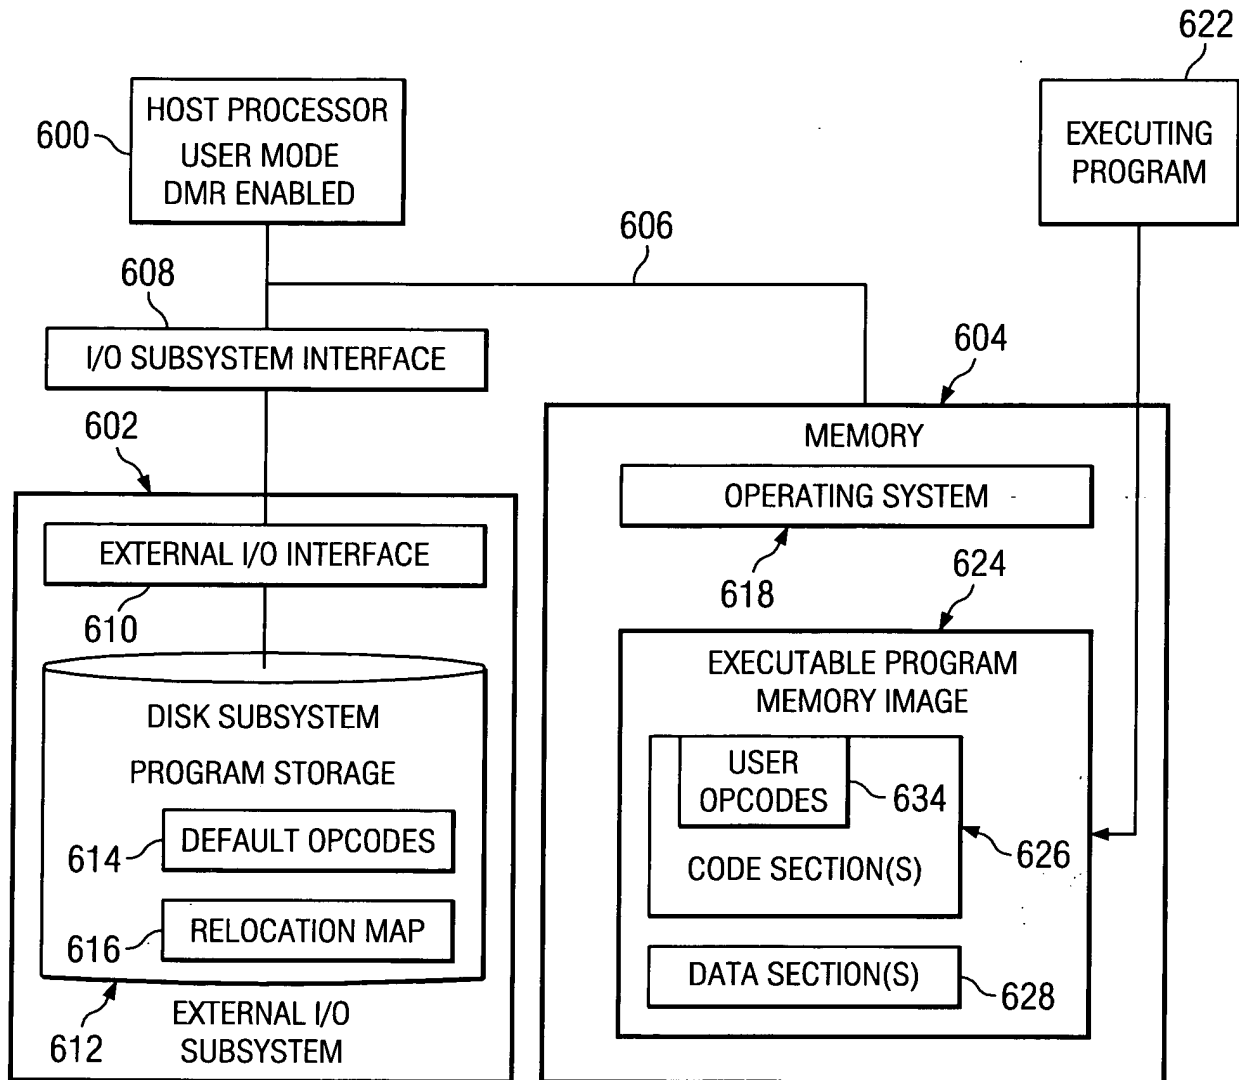 622
HOST PROCESSOR
USER MODE
DMR ENABLED
600
EXECUTING
PROGRAM
606
608
I/O SUBSYSTEM INTERFACE
604
602
MEMORY
OPERATING SYSTEM
EXTERNAL I/O INTERFACE
618
624
610
EXECUTABLE PROGRAM
MEMORY IMAGE
DISK SUBSYSTEM
PROGRAM STORAGE
USER
OPCODES
634
DEFAULT OPCODES
614
CODE SECTION(S)
626
RELOCATION MAP
616
DATA SECTION(S)
628
EXTERNAL I/O
SUBSYSTEM
612